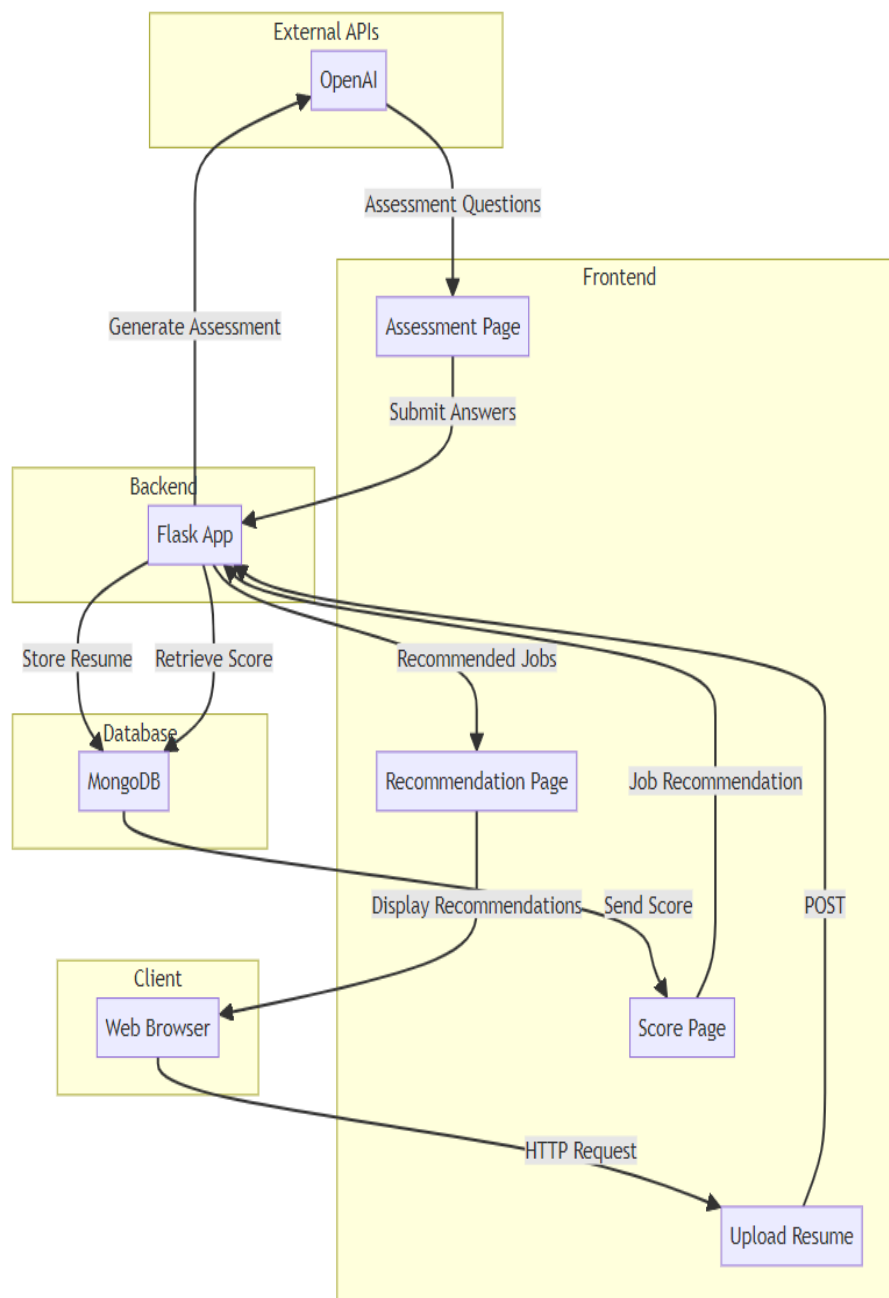 External APIs
OpenAI
Assessment Questions
Frontend
Assessment Page
Generate Assessment
Submit Answers
Backend
Flask App
Store Resume
Retrieve Score
Recommended Jobs
Database
MongoDB
Recommendation Page
Job Recommendation
Display Recommendations
Send Score
POST
Client
Web Browser
Score Page
HTTP Request
Upload Resume